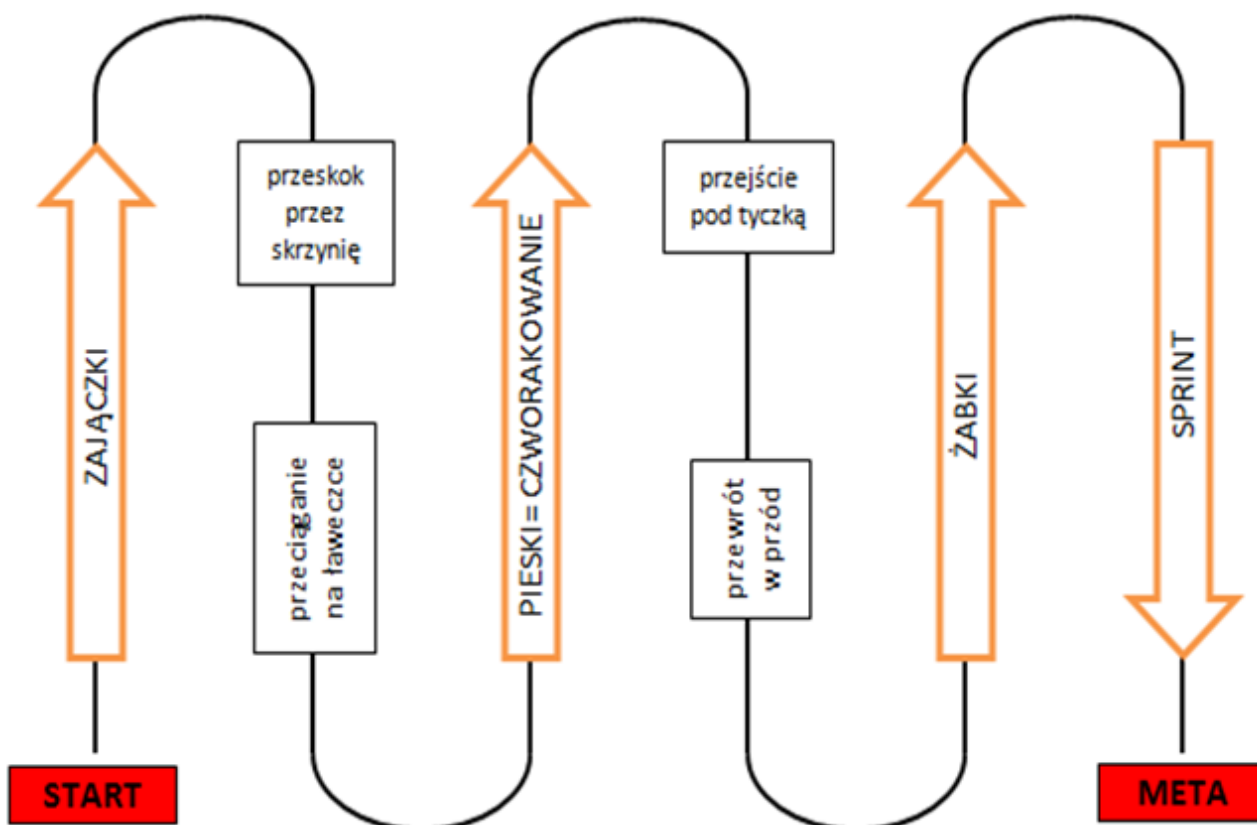 START
ZAJĄCZKI
przeskok
przez
skrzynię
przeciąganie
na ławeczce
PIESKI= CZWORAKOWANIE
przejście
pod tyczką
przewrót
w przód
ŻABKI
SPRINT
META